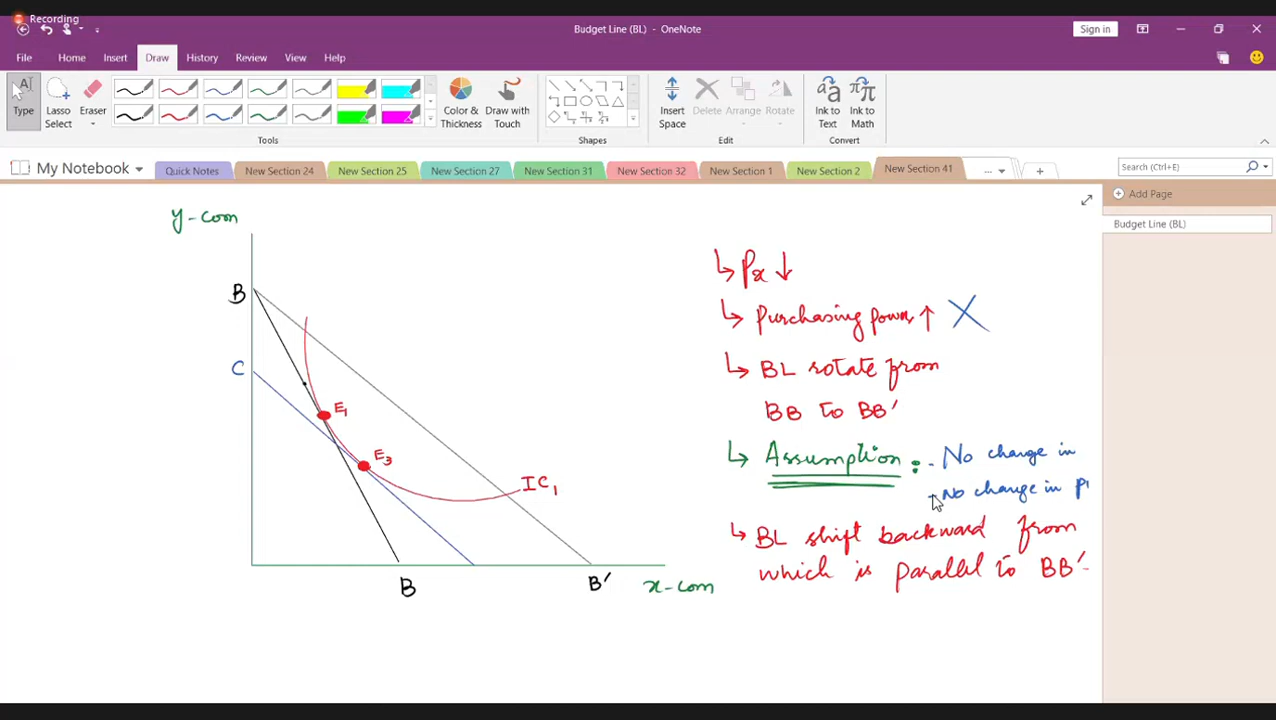 Recording
Budget Line (BL) - OneNote
Sign in
File Home Insert Draw History Review View Help
Type
Lasso Select
Eraser
Color & Thickness
Draw with Touch
Insert Space
Delete
Arrange
Rotate
Ink to Text
Ink to Math
Tools
Shapes
Edit
Convert
My Notebook
Quick Notes
New Section 24
New Section 25
New Section 27
New Section 31
New Section 32
New Section 1
New Section 2
New Section 41
...
Search (Ctrl+E)
Add Page
Budget Line (BL)
y-com
B
C
E1
E3
IC1
B
B'
x-com
↳ Px ↓
↳ Purchasing power ↑ X
↳ BL rotate from
BB to BB'
↳ Assumption : - No change in
- No change in
↳ BL shift backward from
which is parallel to BB'